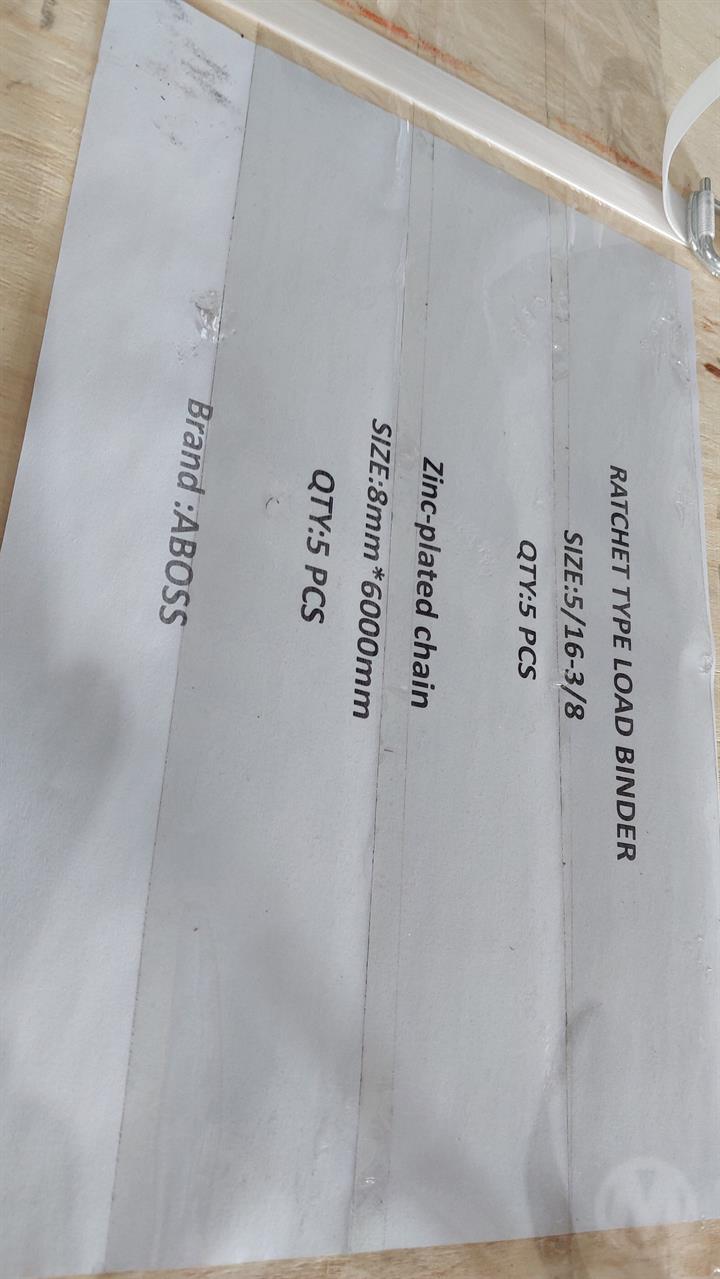 RATCHET TYPE LOAD BINDER
SIZE:5/16-3/8
QTY:5 PCS
Zinc-plated chain
SIZE:8mm*6000mm
QTY:5 PCS
Brand :ABOSS